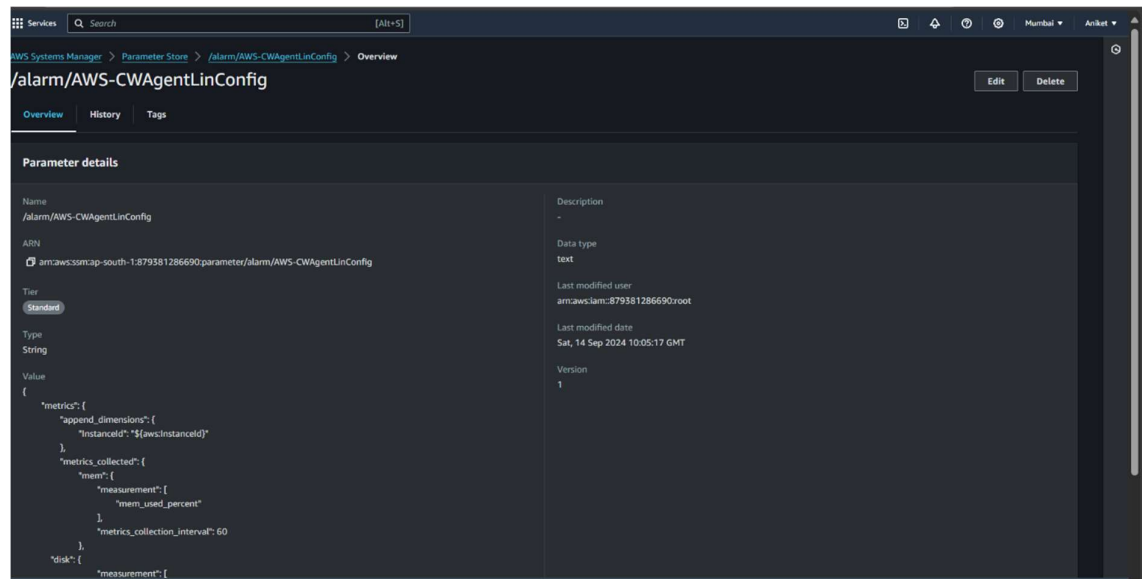 Services
Search
[Alt+S]
Mumbai
Aniket
AWS Systems Manager > Parameter Store > /alarm/AWS-CWAgentLinConfig > Overview
/alarm/AWS-CWAgentLinConfig
Edit
Delete
Overview
History
Tags
Parameter details
Name
/alarm/AWS-CWAgentLinConfig
ARN
arn:aws:ssm:ap-south-1:879381286690:parameter/alarm/AWS-CWAgentLinConfig
Tier
Standard
Type
String
Value
{
"metrics": {
"append_dimensions": {
"InstanceId": "${aws:InstanceId}"
},
"metrics_collected": {
"mem": {
"measurement": [
"mem_used_percent"
],
"metrics_collection_interval": 60
},
"disk": {
"measurement": [
Description
-
Data type
text
Last modified user
arn:aws:iam::879381286690:root
Last modified date
Sat, 14 Sep 2024 10:05:17 GMT
Version
1